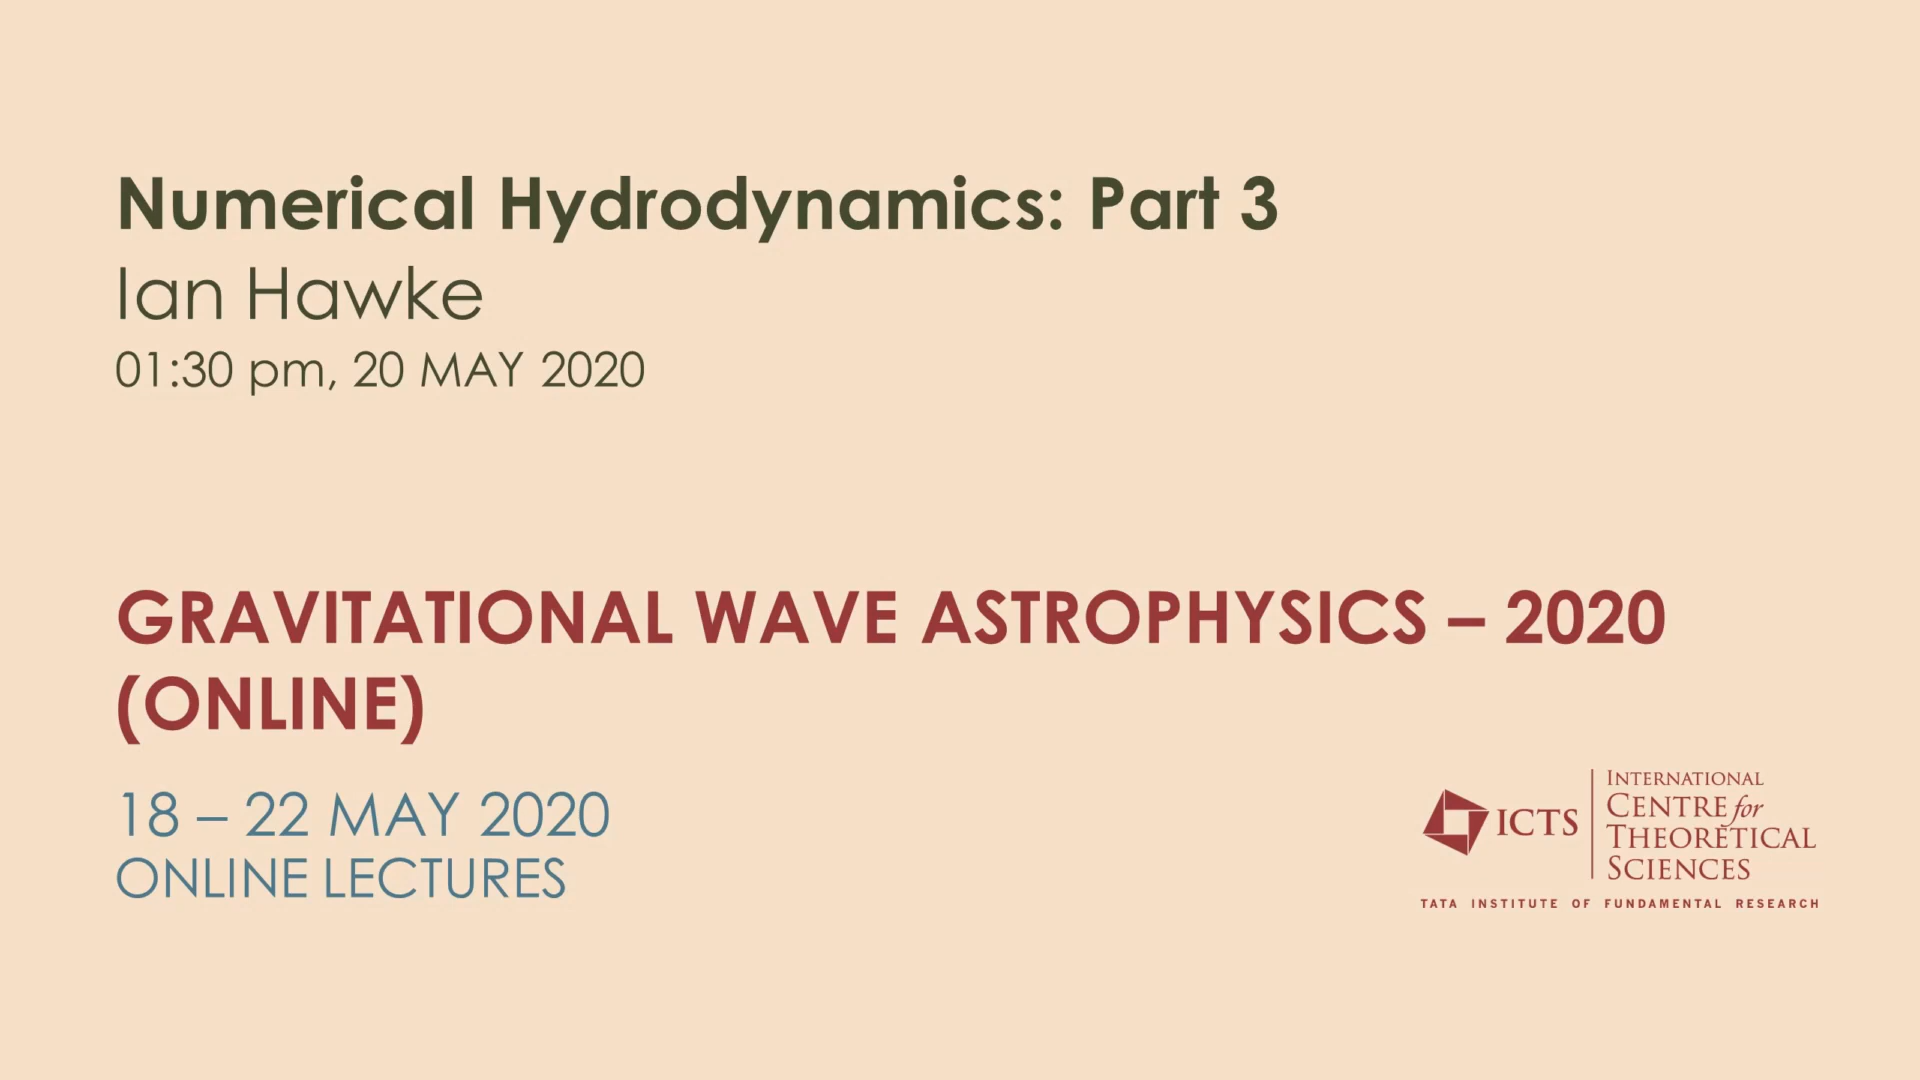 Numerical Hydrodynamics: Part 3
Ian Hawke
01:30 pm, 20 MAY 2020
GRAVITATIONAL WAVE ASTROPHYSICS – 2020
(ONLINE)
18 – 22 MAY 2020
ONLINE LECTURES
ICTS
INTERNATIONAL
CENTRE for
THEORETICAL
SCIENCES
TATA INSTITUTE OF FUNDAMENTAL RESEARCH